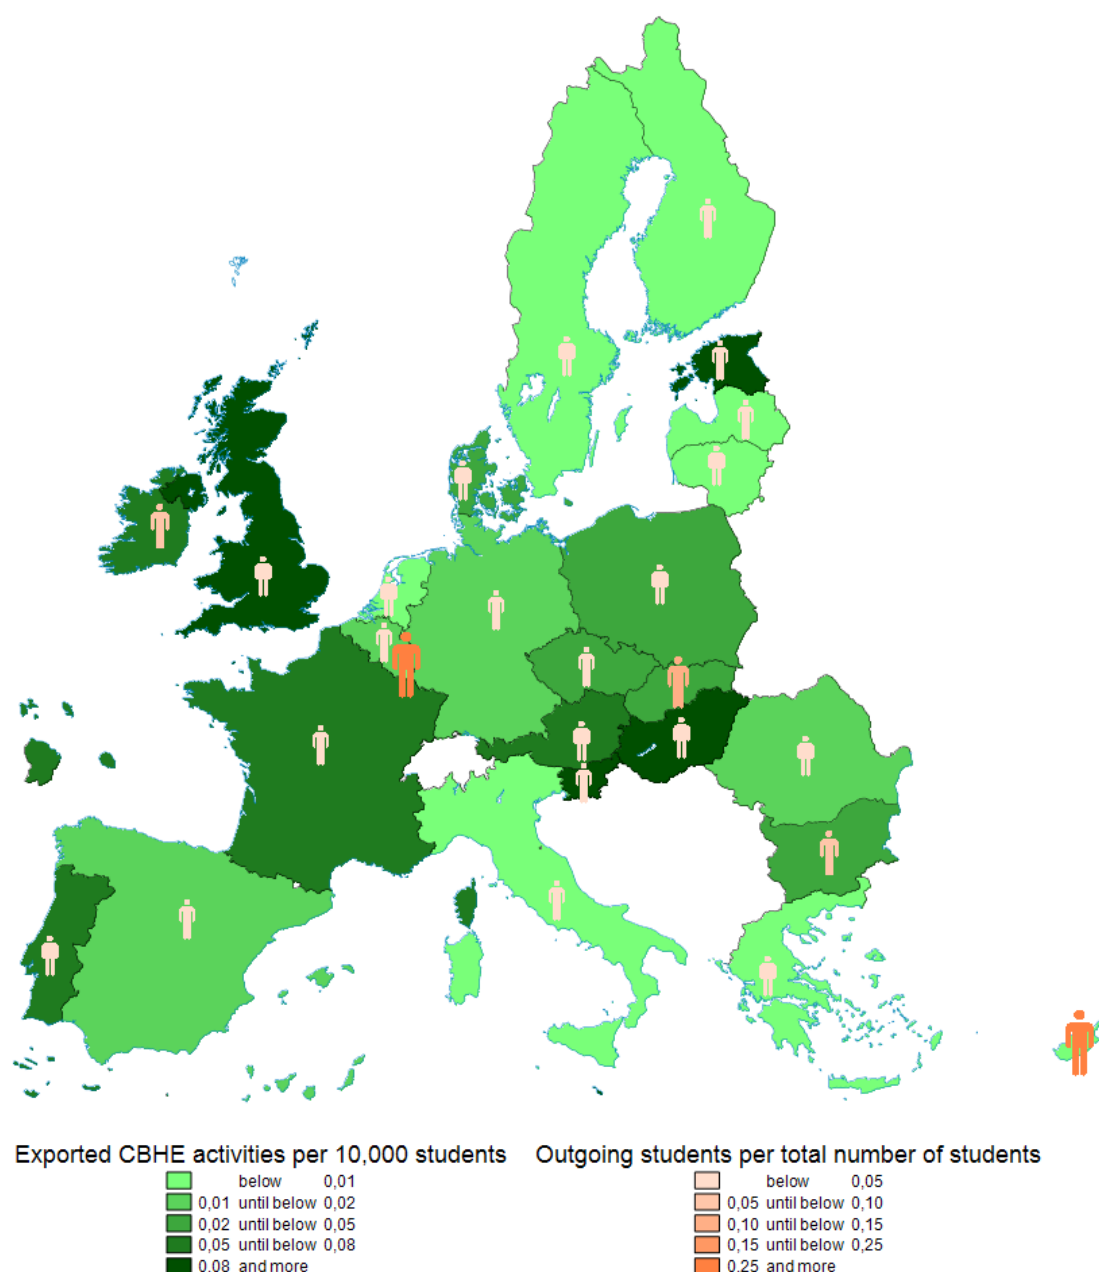 Exported CBHE activities per 10,000 students
below 0,01
0,01 until below 0,02
0,02 until below 0,05
0,05 until below 0,08
0,08 and more
Outgoing students per total number of students
below 0,05
0,05 until below 0,10
0,10 until below 0,15
0,15 until below 0,25
0,25 and more